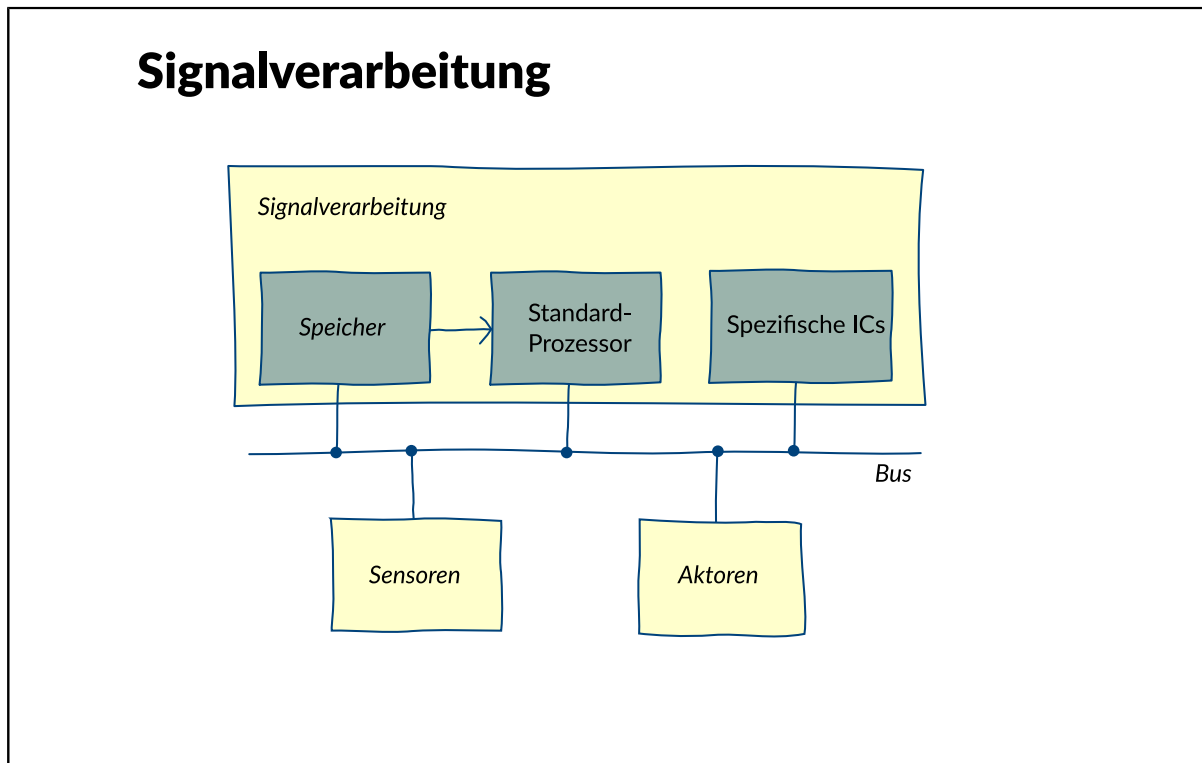 Signalverarbeitung
Signalverarbeitung
Speicher
Standard-
Prozessor
Spezifische ICs
Bus
Sensoren
Aktoren